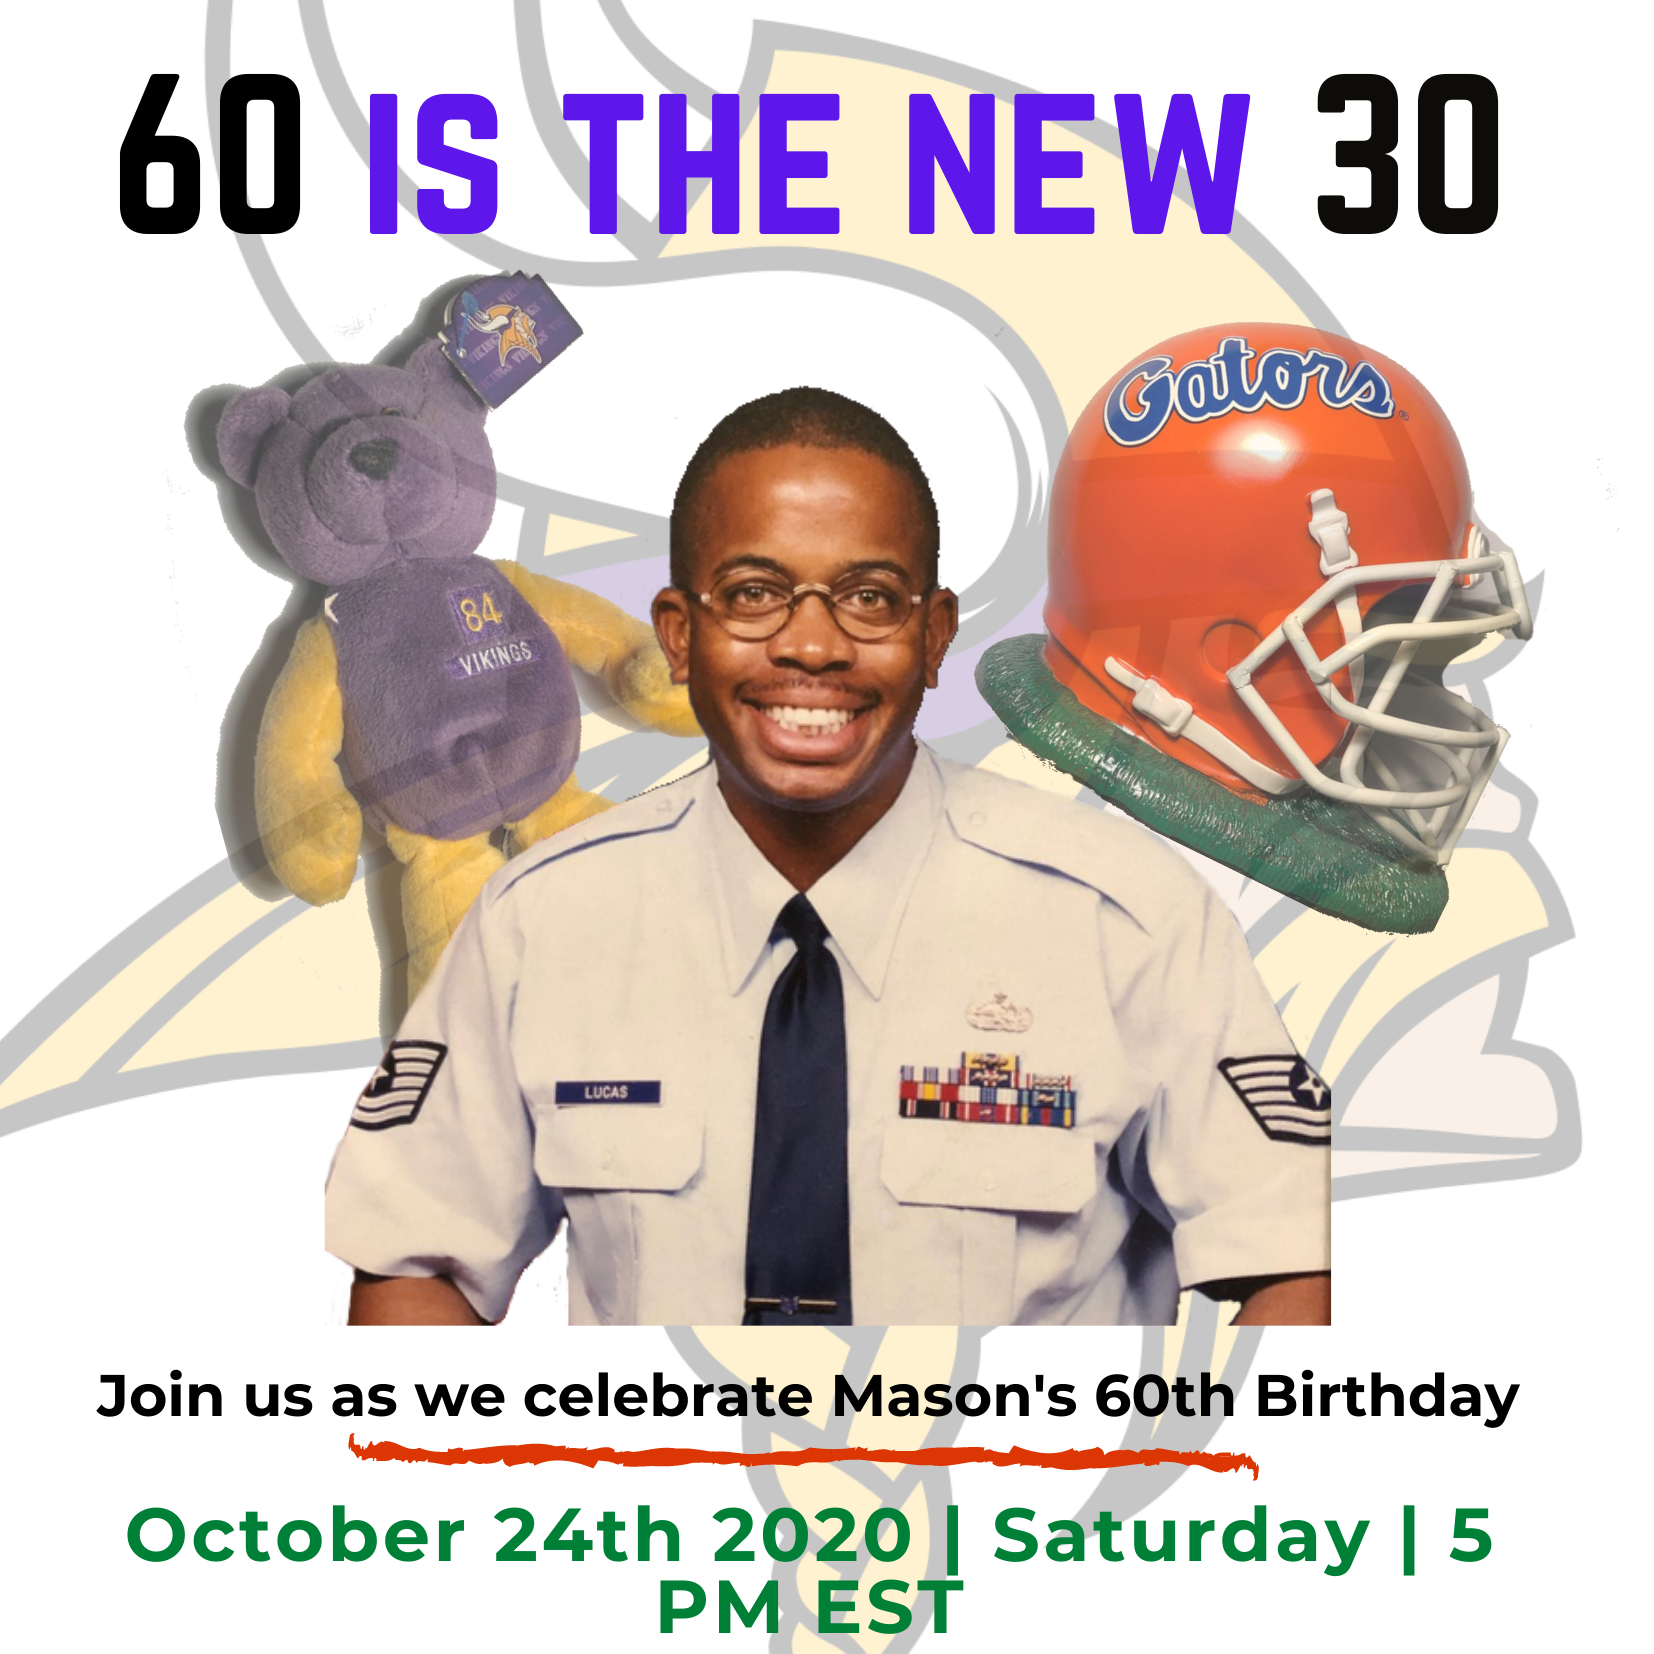 60 IS THE NEW 30
Gators
84
VIKINGS
LUCAS
Join us as we celebrate Mason's 60th Birthday
October 24th 2020 | Saturday | 5
PM EST